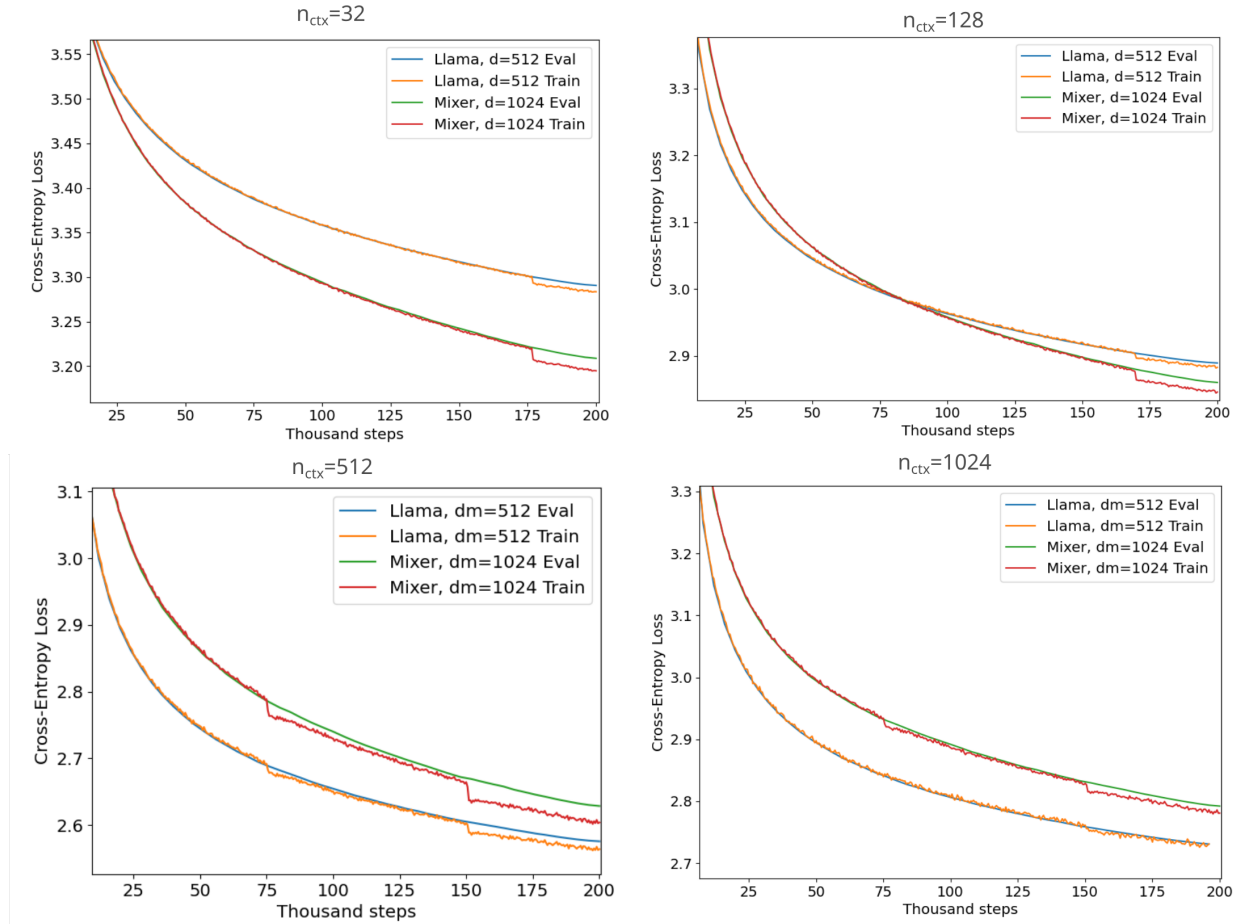 n_ctx=32
3.55
3.50
3.45
3.40
3.35
3.30
3.25
3.20
Cross-Entropy Loss
Llama, d=512 Eval
Llama, d=512 Train
Mixer, d=1024 Eval
Mixer, d=1024 Train
25 50 75 100 125 150 175 200
Thousand steps
n_ctx=128
3.3
3.2
3.1
3.0
2.9
Cross-Entropy Loss
Llama, d=512 Eval
Llama, d=512 Train
Mixer, d=1024 Eval
Mixer, d=1024 Train
25 50 75 100 125 150 175 200
Thousand steps
n_ctx=512
3.1
3.0
2.9
2.8
2.7
2.6
Cross-Entropy Loss
Llama, dm=512 Eval
Llama, dm=512 Train
Mixer, dm=1024 Eval
Mixer, dm=1024 Train
25 50 75 100 125 150 175 200
Thousand steps
n_ctx=1024
3.3
3.2
3.1
3.0
2.9
2.8
2.7
Cross-Entropy Loss
Llama, dm=512 Eval
Llama, dm=512 Train
Mixer, dm=1024 Eval
Mixer, dm=1024 Train
25 50 75 100 125 150 175 200
Thousand steps